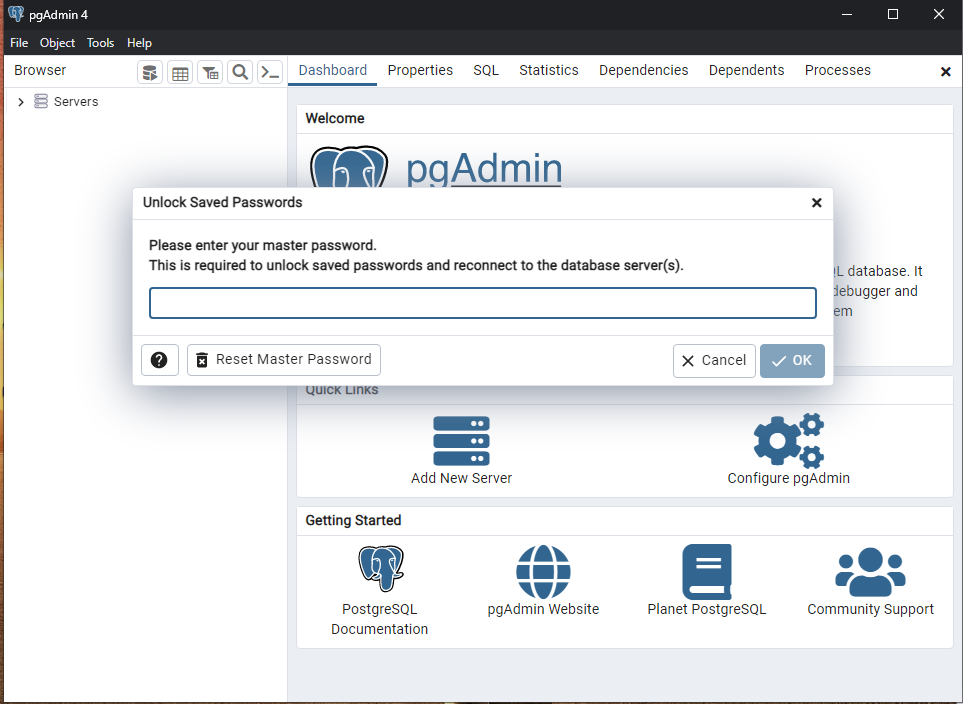 pgAdmin 4
File Object Tools Help
Browser
Dashboard Properties SQL Statistics Dependencies Dependents Processes
Servers
Welcome
pgAdmin
Unlock Saved Passwords
Please enter your master password.
This is required to unlock saved passwords and reconnect to the database server(s).
L database. It
debugger and
em
Reset Master Password
Cancel
OK
Quick Links
Add New Server
Configure pgAdmin
Getting Started
PostgreSQL
Documentation
pgAdmin Website
Planet PostgreSQL
Community Support